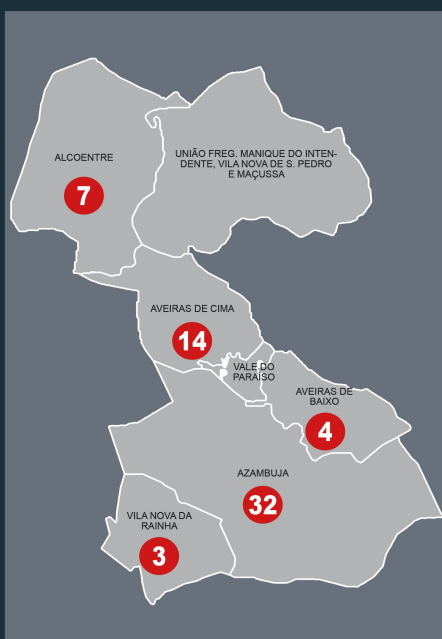 ALCOENTRE
7
UNIÃO FREG. MANIQUE DO INTEN-
DENTE, VILA NOVA DE S. PEDRO
E MAÇUSSA
AVEIRAS DE CIMA
14
VALE DO
PARAÍSO
AVEIRAS DE
BAIXO
4
AZAMBUJA
32
VILA NOVA DA
RAINHA
3